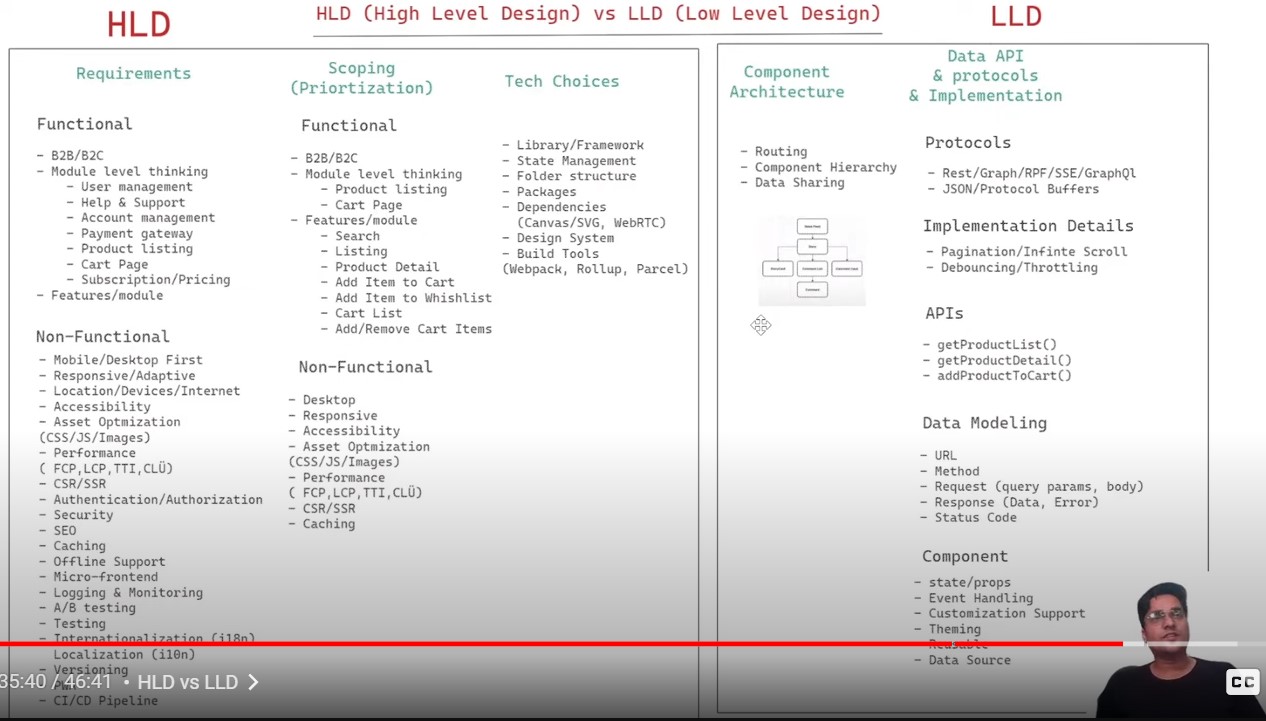 HLD (High Level Design) vs LLD (Low Level Design)
HLD
Requirements
Functional
- B2B/B2C
- Module level thinking
- User management
- Help & Support
- Account management
- Payment gateway
- Product listing
- Cart Page
- Subscription/Pricing
- Features/module
Non-Functional
- Mobile/Desktop First
- Responsive/Adaptive
- Location/Devices/Internet
- Accessibility
- Asset Optmization
(CSS/JS/Images)
- Performance
( FCP,LCP,TTI,CLÜ)
- CSR/SSR
- Authentication/Authorization
- Security
- SEO
- Caching
- Offline Support
- Micro-frontend
- Logging & Monitoring
- A/B testing
- Testing
- Internationalization (i18n)
Localization (i10n)
- Versioning
- CI/CD Pipeline
Scoping
(Priortization)
Functional
- B2B/B2C
- Module level thinking
- Product listing
- Cart Page
- Features/module
- Search
- Listing
- Product Detail
- Add Item to Cart
- Add Item to Whishlist
- Cart List
- Add/Remove Cart Items
Non-Functional
- Desktop
- Responsive
- Accessibility
- Asset Optmization
(CSS/JS/Images)
- Performance
( FCP,LCP,TTI,CLÜ)
- CSR/SSR
- Caching
Tech Choices
- Library/Framework
- State Management
- Folder structure
- Packages
- Dependencies
(Canvas/SVG, WebRTC)
- Design System
- Build Tools
(Webpack, Rollup, Parcel)
LLD
Component
Architecture
- Routing
- Component Hierarchy
- Data Sharing
Data API
& protocols
& Implementation
Protocols
- Rest/Graph/RPF/SSE/GraphQl
- JSON/Protocol Buffers
Implementation Details
- Pagination/Infinte Scroll
- Debouncing/Throttling
APIs
- getProductList()
- getProductDetail()
- addProductToCart()
Data Modeling
- URL
- Method
- Request (query params, body)
- Response (Data, Error)
- Status Code
Component
- state/props
- Event Handling
- Customization Support
- Theming
- Reusable
- Data Source
35:40 / 46:41 • HLD vs LLD >
CC